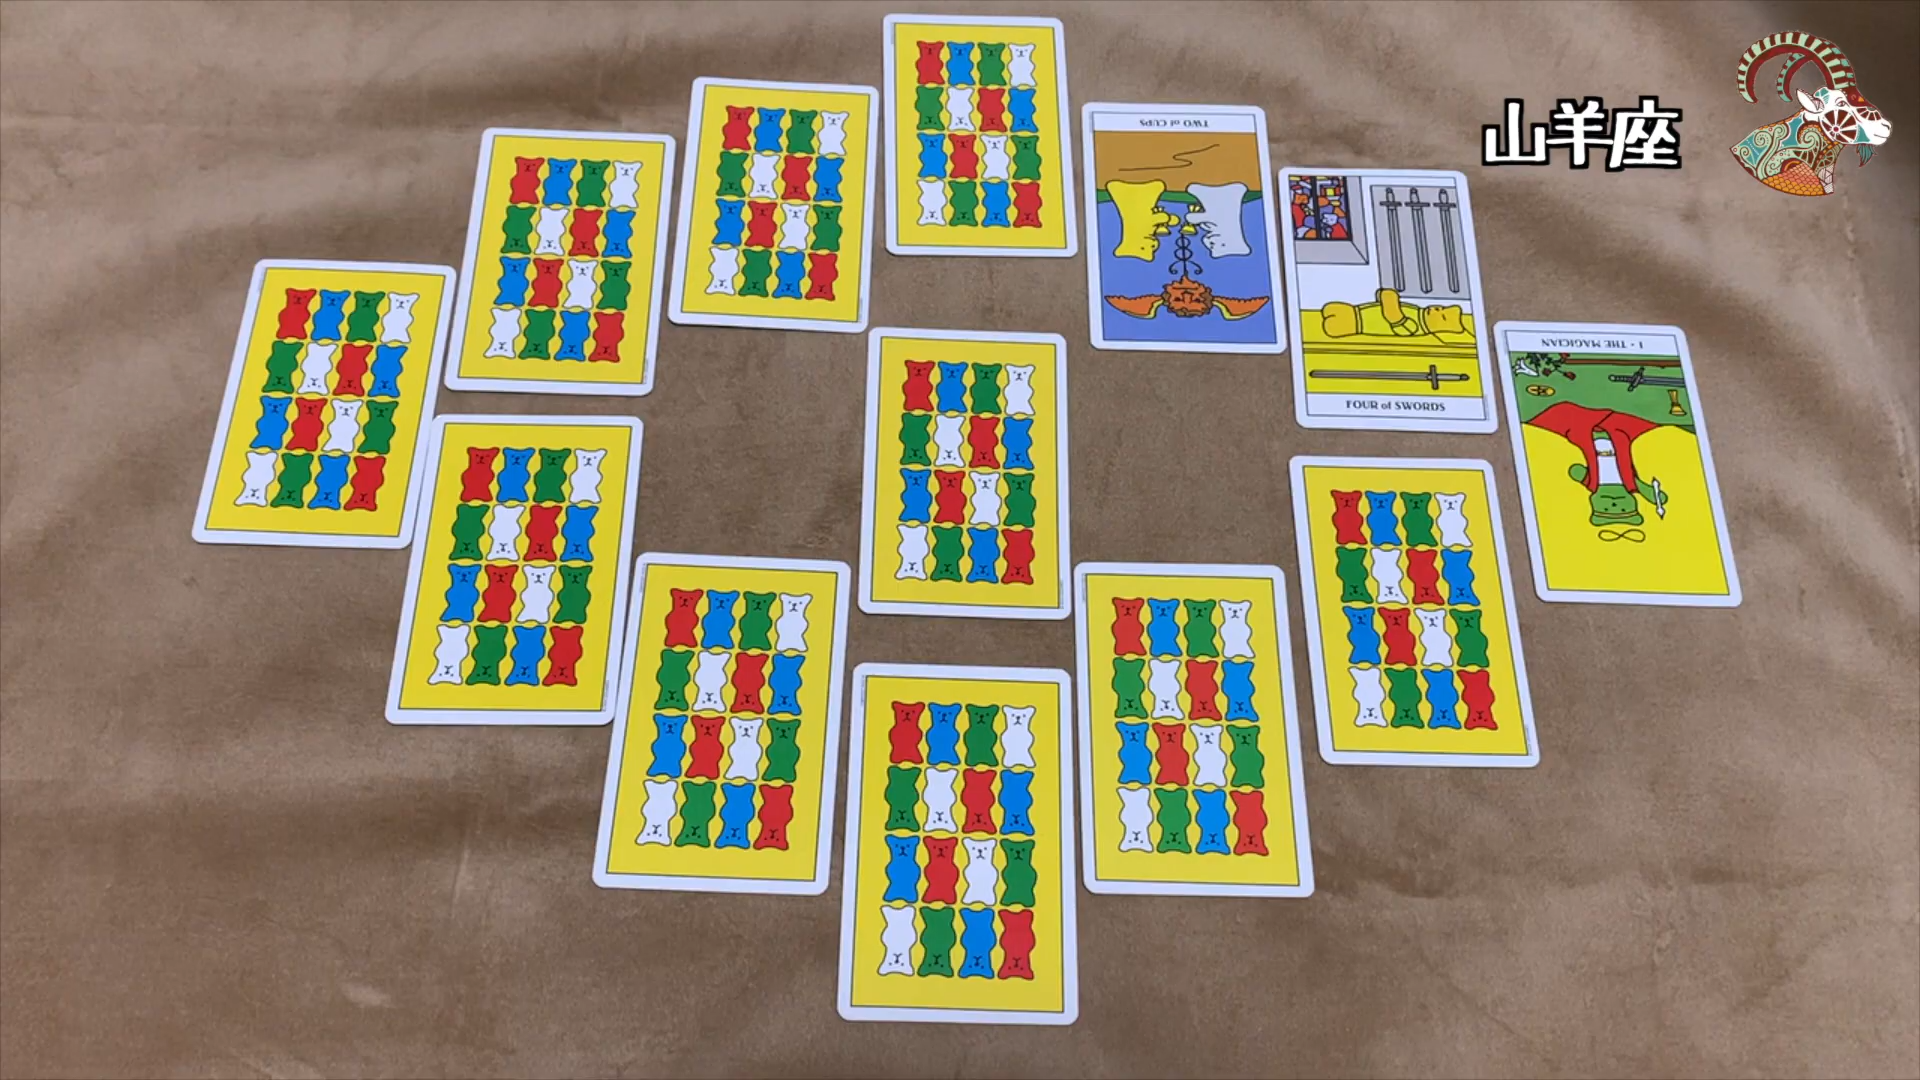 山羊座
TWO of CUPS
FOUR of SWORDS
I · THE MAGICIAN